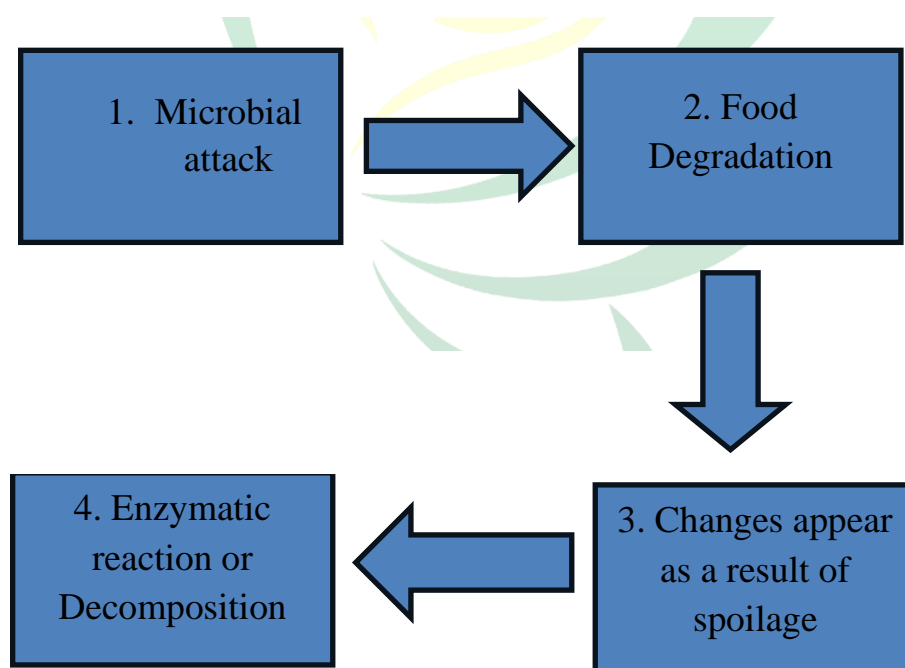 1. Microbial
attack
2. Food
Degradation
3. Changes appear
as a result of
spoilage
4. Enzymatic
reaction or
Decomposition